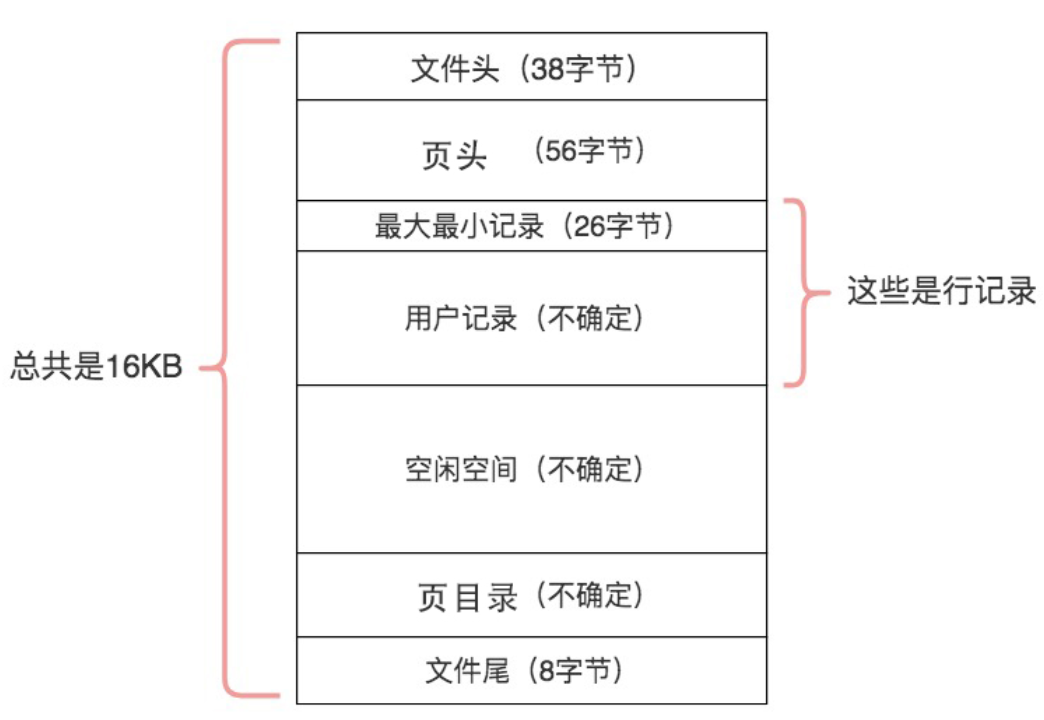 文件头（38字节）
页头 （56字节）
最大最小记录（26字节）
用户记录（不确定）
这些是行记录
总共是16KB
空闲空间（不确定）
页目录（不确定）
文件尾（8字节）